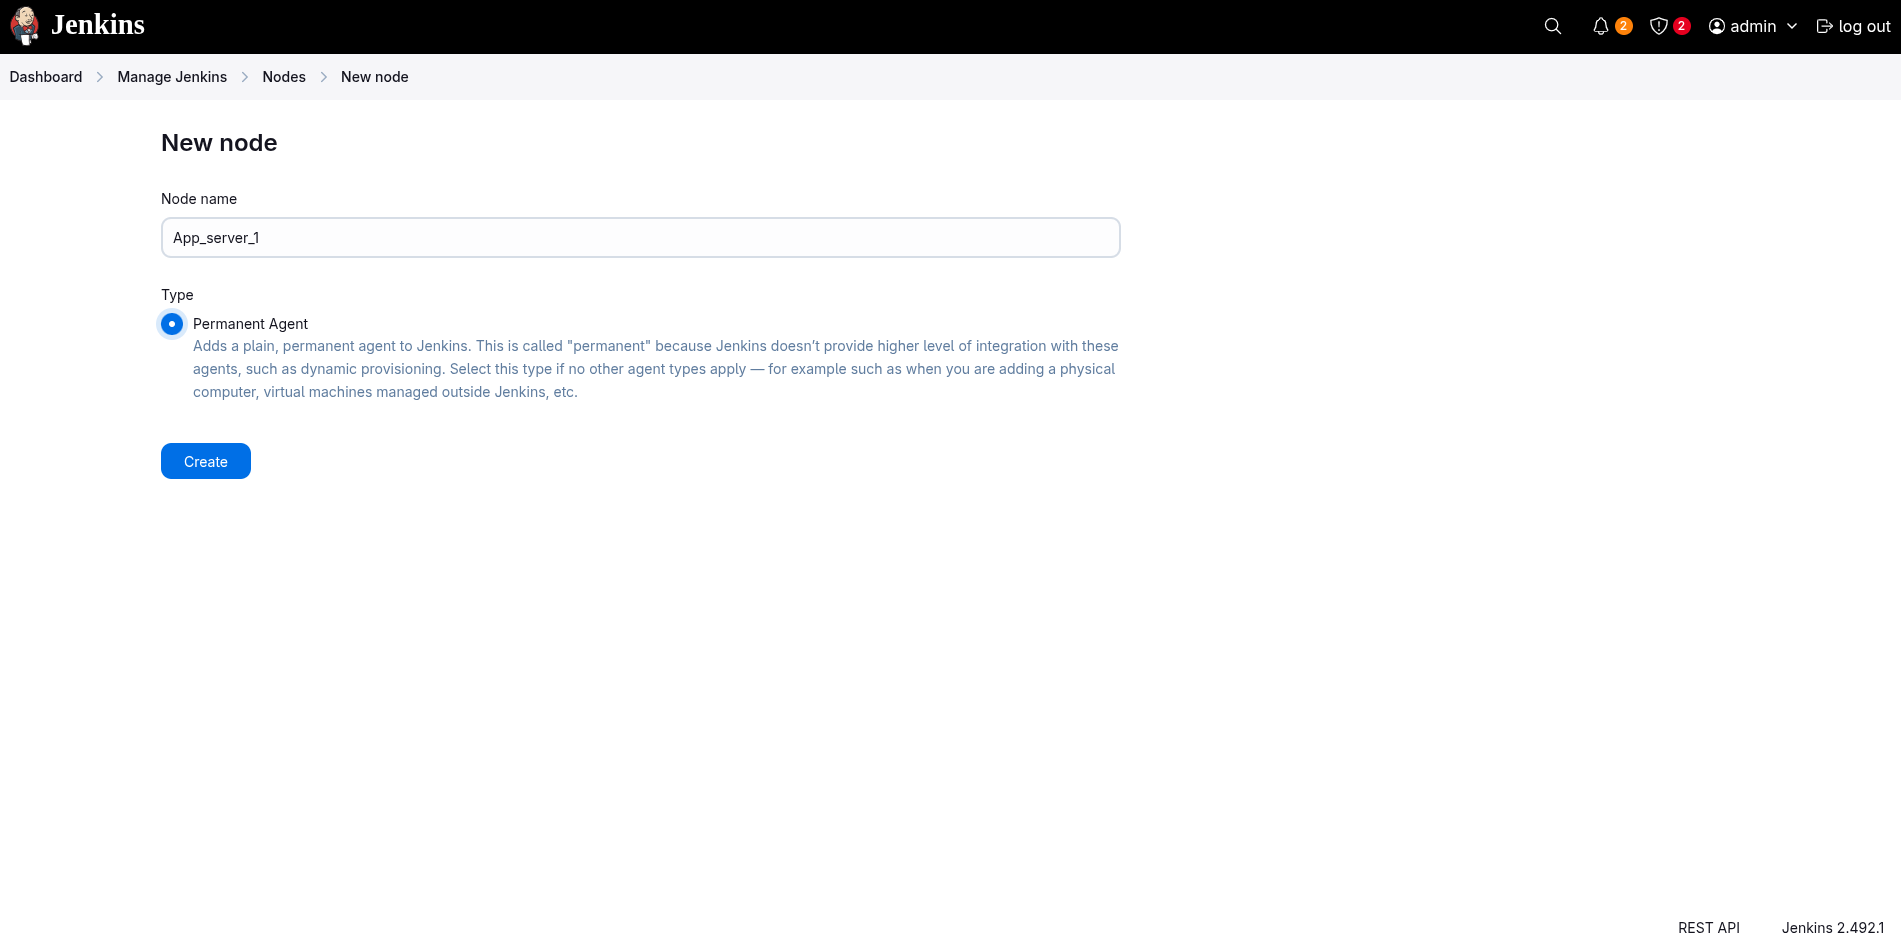 Jenkins
2
2
admin
log out
Dashboard
Manage Jenkins
Nodes
New node
New node
Node name
App_server_1
Type
Permanent Agent
Adds a plain, permanent agent to Jenkins. This is called "permanent" because Jenkins doesn’t provide higher level of integration with these
agents, such as dynamic provisioning. Select this type if no other agent types apply — for example such as when you are adding a physical
computer, virtual machines managed outside Jenkins, etc.
Create
REST API
Jenkins 2.492.1